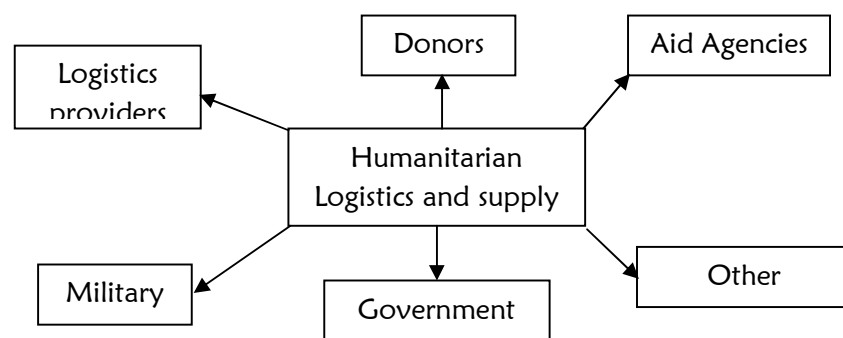 Donors
Aid Agencies
Logistics
providers
Humanitarian
Logistics and supply
Military
Government
Other